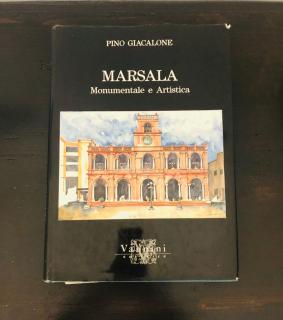 PINO GIACALONE
MARSALA
Monumentale e Artistica